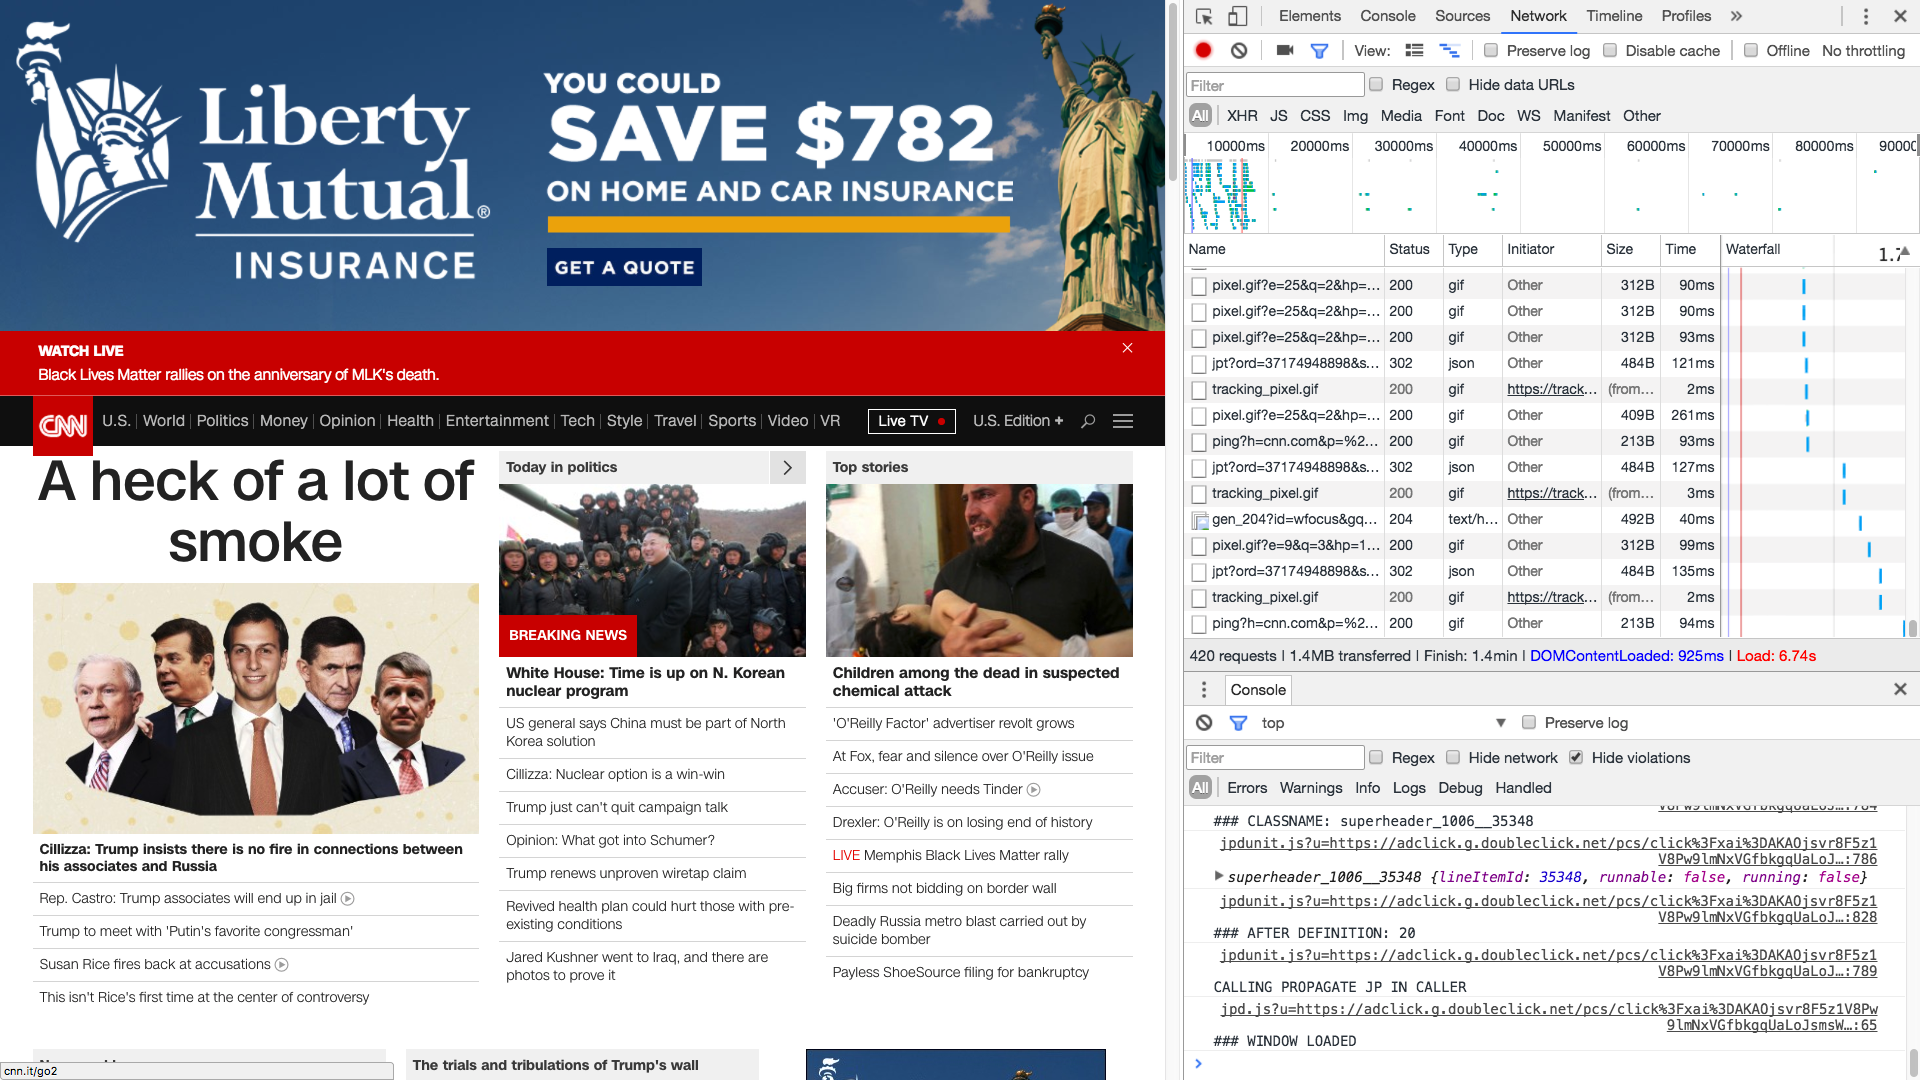 Liberty
Mutual®
INSURANCE
YOU COULD
SAVE $782
ON HOME AND CAR INSURANCE
GET A QUOTE
WATCH LIVE
Black Lives Matter rallies on the anniversary of MLK's death.
CNN U.S. World Politics Money Opinion Health Entertainment Tech Style Travel Sports Video VR Live TV U.S. Edition +
A heck of a lot of
smoke
Cillizza: Trump insists there is no fire in connections between
his associates and Russia
Rep. Castro: Trump associates will end up in jail
Trump to meet with 'Putin's favorite congressman'
Susan Rice fires back at accusations
This isn't Rice's first time at the center of controversy
Today in politics
BREAKING NEWS
White House: Time is up on N. Korean
nuclear program
US general says China must be part of North
Korea solution
Cillizza: Nuclear option is a win-win
Trump just can't quit campaign talk
Opinion: What got into Schumer?
Trump renews unproven wiretap claim
Revived health plan could hurt those with pre-
existing conditions
Jared Kushner went to Iraq, and there are
photos to prove it
Top stories
Children among the dead in suspected
chemical attack
'O'Reilly Factor' advertiser revolt grows
At Fox, fear and silence over O'Reilly issue
Accuser: O'Reilly needs Tinder
Drexler: O'Reilly is on losing end of history
LIVE Memphis Black Lives Matter rally
Big firms not bidding on border wall
Deadly Russia metro blast carried out by
suicide bomber
Payless ShoeSource filing for bankruptcy
The trials and tribulations of Trump's wall
cnn.it/go2
Elements Console Sources Network Timeline Profiles »
View: Preserve log Disable cache Offline No throttling
Filter Regex Hide data URLs
All XHR JS CSS Img Media Font Doc WS Manifest Other
10000ms 20000ms 30000ms 40000ms 50000ms 60000ms 70000ms 80000ms
Name Status Type Initiator Size Time Waterfall
pixel.gif?e=25&q=2&hp=... 200 gif Other 312B 90ms
pixel.gif?e=25&q=2&hp=... 200 gif Other 312B 90ms
pixel.gif?e=25&q=2&hp=... 200 gif Other 312B 93ms
jpt?ord=37174948898&s... 302 json Other 484B 121ms
tracking_pixel.gif 200 gif https://track... (from... 2ms
pixel.gif?e=25&q=2&hp=... 200 gif Other 409B 261ms
ping?h=cnn.com&p=%2... 200 gif Other 213B 93ms
jpt?ord=37174948898&s... 302 json Other 484B 127ms
tracking_pixel.gif 200 gif https://track... (from... 3ms
gen_204?id=wfocus&gq... 204 text/h... Other 492B 40ms
pixel.gif?e=9&q=3&hp=1... 200 gif Other 312B 99ms
jpt?ord=37174948898&s... 302 json Other 484B 135ms
tracking_pixel.gif 200 gif https://track... (from... 2ms
ping?h=cnn.com&p=%2... 200 gif Other 213B 94ms
420 requests | 1.4MB transferred | Finish: 1.4min | DOMContentLoaded: 925ms | Load: 6.74s
Console
top Preserve log
Filter Regex Hide network Hide violations
All Errors Warnings Info Logs Debug Handled
### CLASSNAME: superheader_1006__35348
jpdunit.js?u=https://adclick.g.doubleclick.net/pcs/click%3Fxai%3DAKAOjsvr8F5z1
V8Pw9lmNxVGfbkgqUaLoJ…:786
superheader_1006__35348 {lineItemId: 35348, runnable: false, running: false}
jpdunit.js?u=https://adclick.g.doubleclick.net/pcs/click%3Fxai%3DAKAOjsvr8F5z1
V8Pw9lmNxVGfbkgqUaLoJ…:828
### AFTER DEFINITION: 20
jpdunit.js?u=https://adclick.g.doubleclick.net/pcs/click%3Fxai%3DAKAOjsvr8F5z1
V8Pw9lmNxVGfbkgqUaLoJ…:789
CALLING PROPAGATE JP IN CALLER
jpd.js?u=https://adclick.g.doubleclick.net/pcs/click%3Fxai%3DAKAOjsvr8F5z1V8Pw
9lmNxVGfbkgqUaLoJsmsW…:65
### WINDOW LOADED